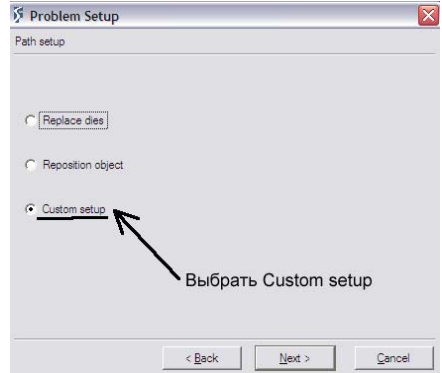 Problem Setup
Path setup
Replace dies
Reposition object
Custom setup
Выбрать Custom setup
< Back Next > Cancel